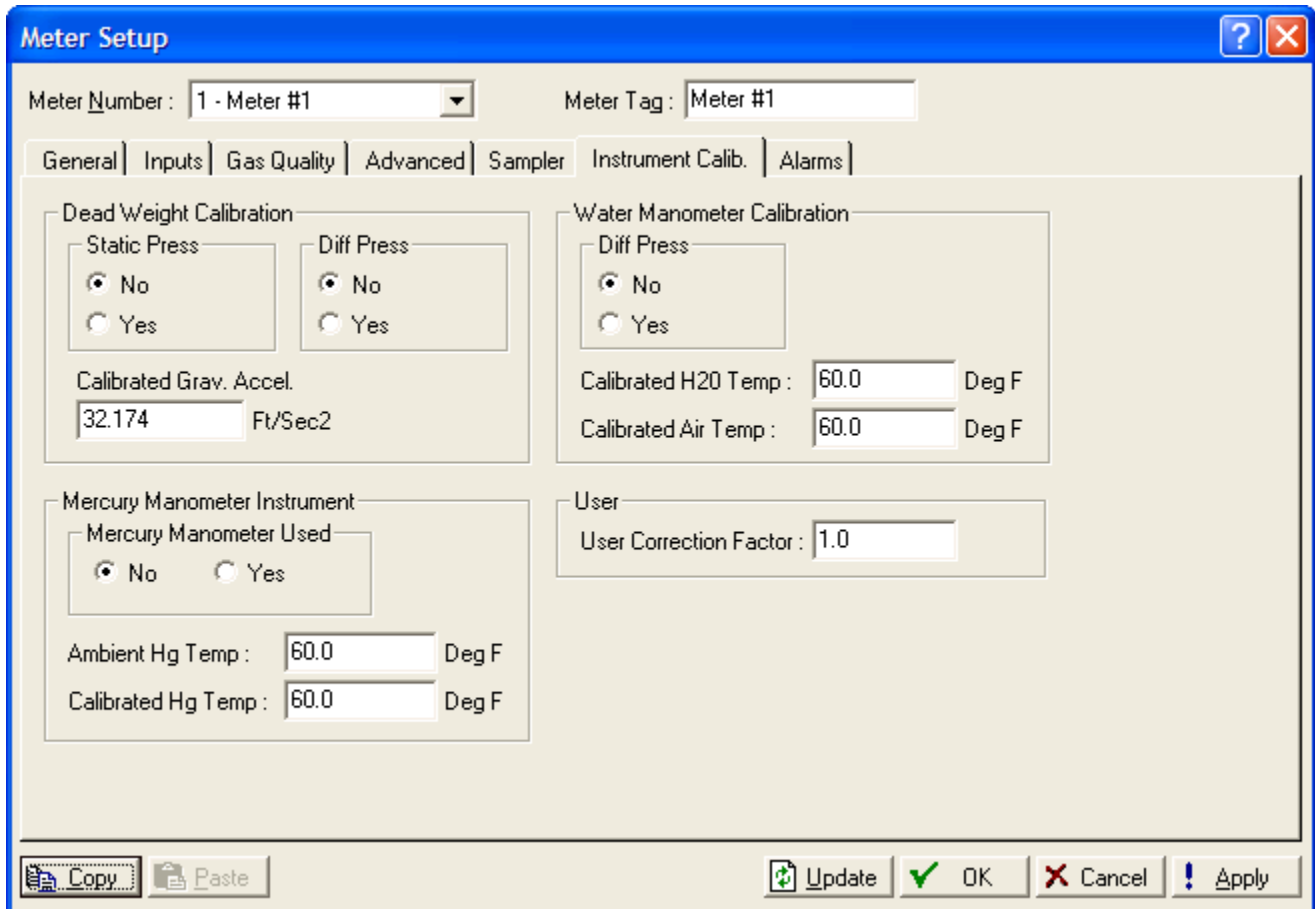 Meter Setup
Meter Number : 1 - Meter #1 Meter Tag : Meter #1
General Inputs Gas Quality Advanced Sampler Instrument Calib. Alarms
Dead Weight Calibration
Static Press
No
Yes
Diff Press
No
Yes
Calibrated Grav. Accel.
32.174 Ft/Sec2
Water Manometer Calibration
Diff Press
No
Yes
Calibrated H20 Temp : 60.0 Deg F
Calibrated Air Temp : 60.0 Deg F
Mercury Manometer Instrument
Mercury Manometer Used
No Yes
Ambient Hg Temp : 60.0 Deg F
Calibrated Hg Temp : 60.0 Deg F
User
User Correction Factor : 1.0
Copy Paste Update OK Cancel Apply